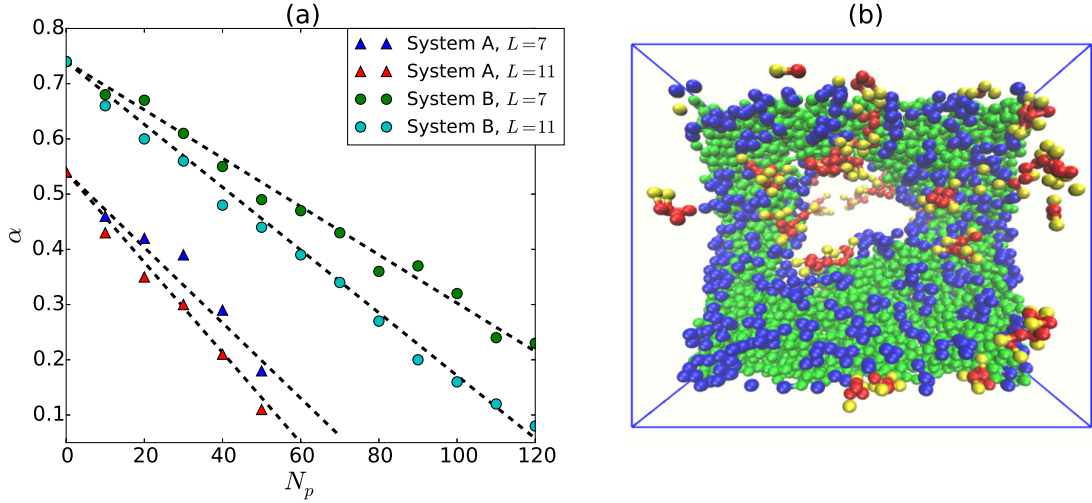 (a)
(b)
0.8
0.7
0.6
0.5
0.4
0.3
0.2
0.1
α
System A, L=7
System A, L=11
System B, L=7
System B, L=11
0 20 40 60 80 100 120
N_p